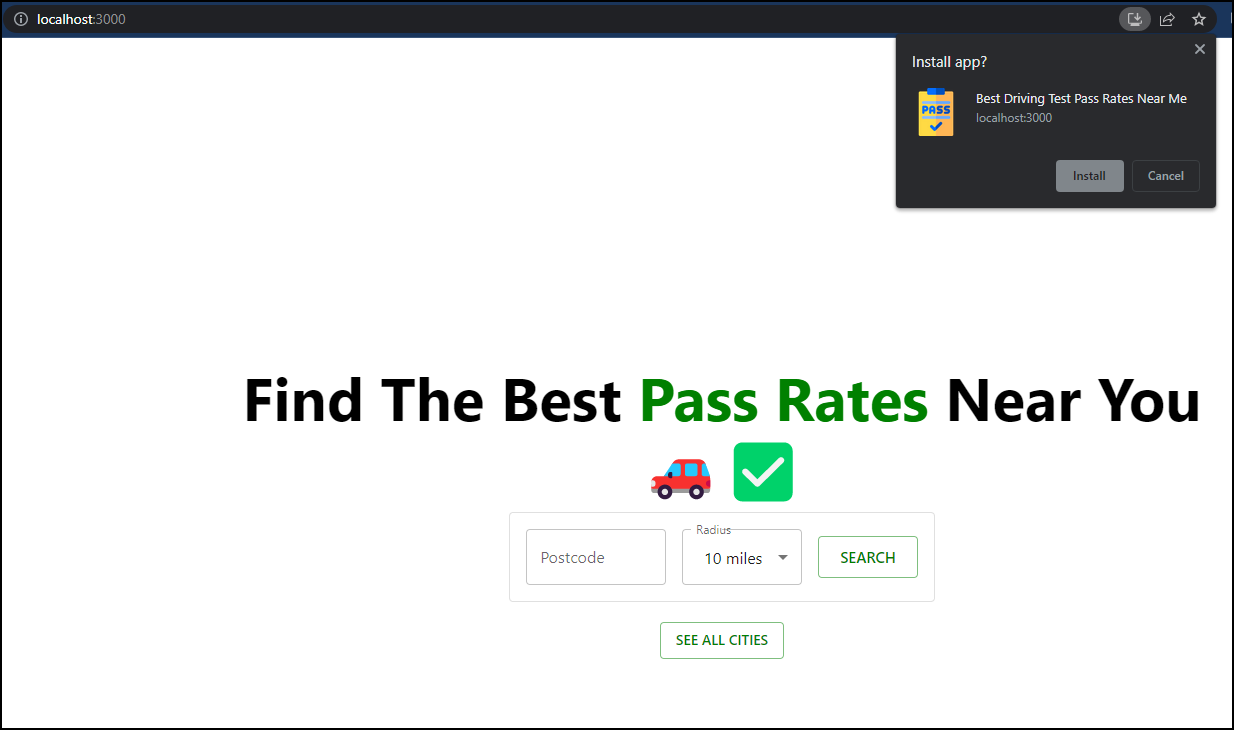 localhost:3000
Install app?
PASS
Best Driving Test Pass Rates Near Me
localhost:3000
Install
Cancel
Find The Best Pass Rates Near You
Radius
Postcode
10 miles
SEARCH
SEE ALL CITIES